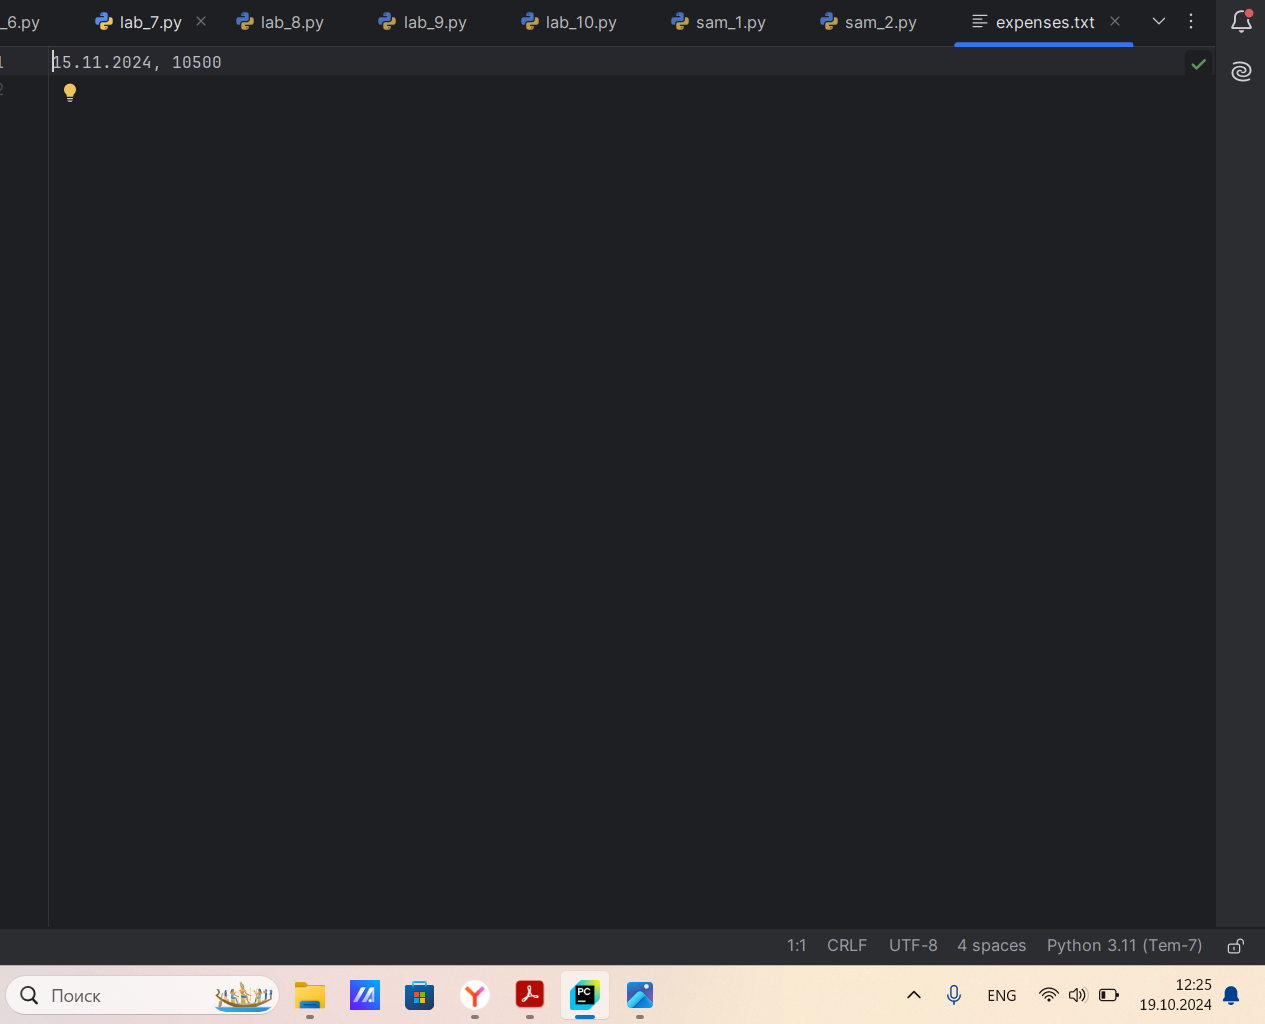 _6.py lab_7.py lab_8.py lab_9.py lab_10.py sam_1.py sam_2.py expenses.txt
1 15.11.2024, 10500
2
1:1 CRLF UTF-8 4 spaces Python 3.11 (Tem-7)
Поиск PC ENG 12:25
19.10.2024